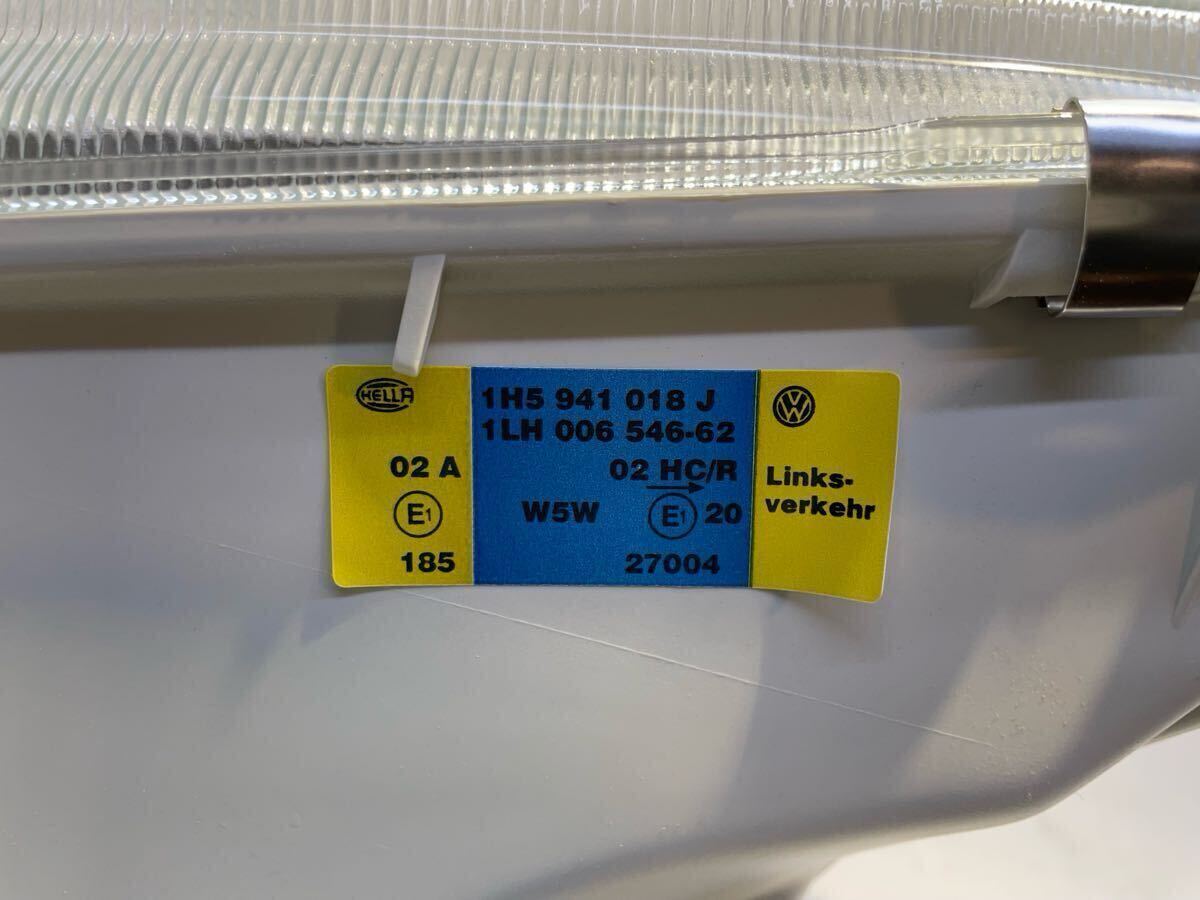 HELLA
02 A
E1
185
1H5 941 018 J
1LH 006 546-62
02 HC/R
W5W
E1 20
27004
VW
Links-
verkehr